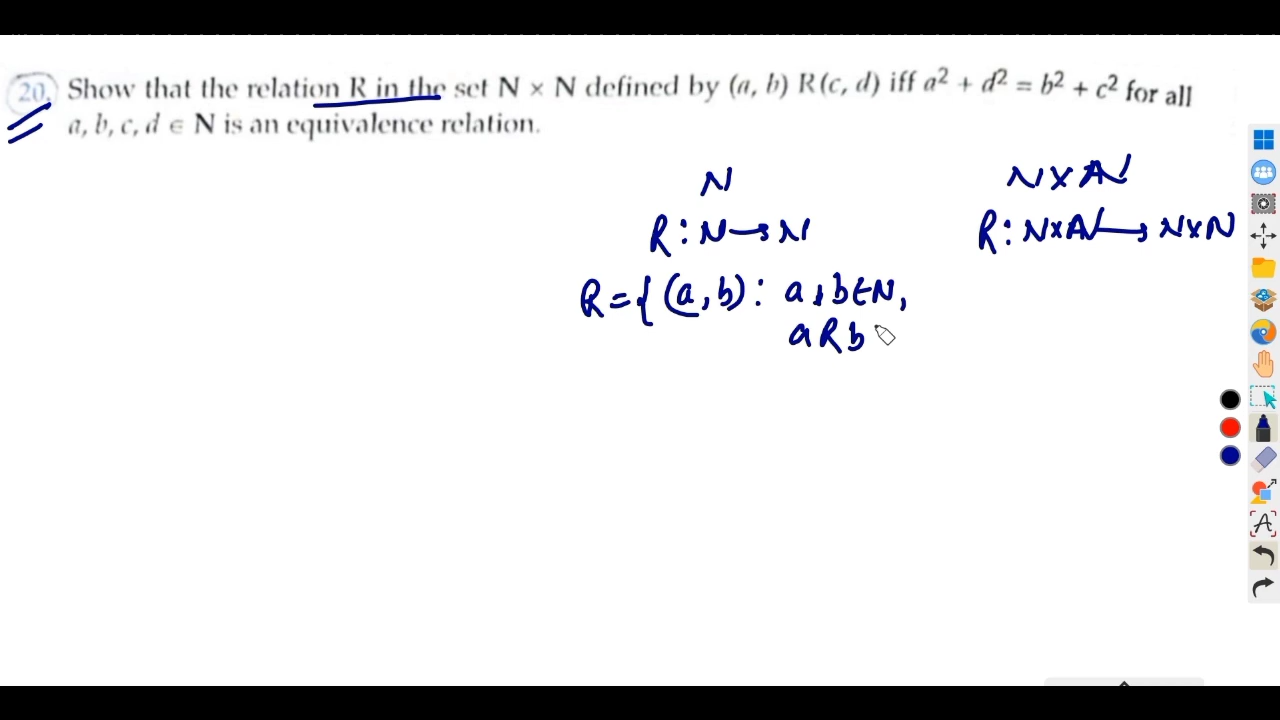 20. Show that the relation R in the set N × N defined by (a, b) R (c, d) iff a² + d² = b² + c² for all
a, b, c, d ∈ N is an equivalence relation.
N
N×N
R : N → N
R : N×N → N×N
R = { (a, b) : a, b ∈ N,
a R b
A